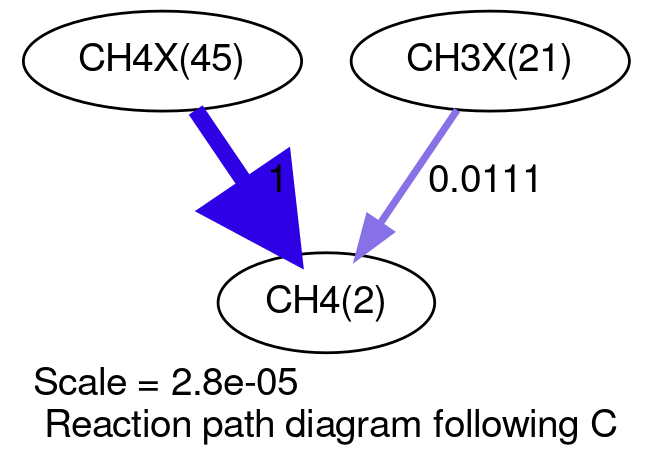 CH4X(45)
CH3X(21)
1
0.0111
CH4(2)
Scale = 2.8e-05
Reaction path diagram following C